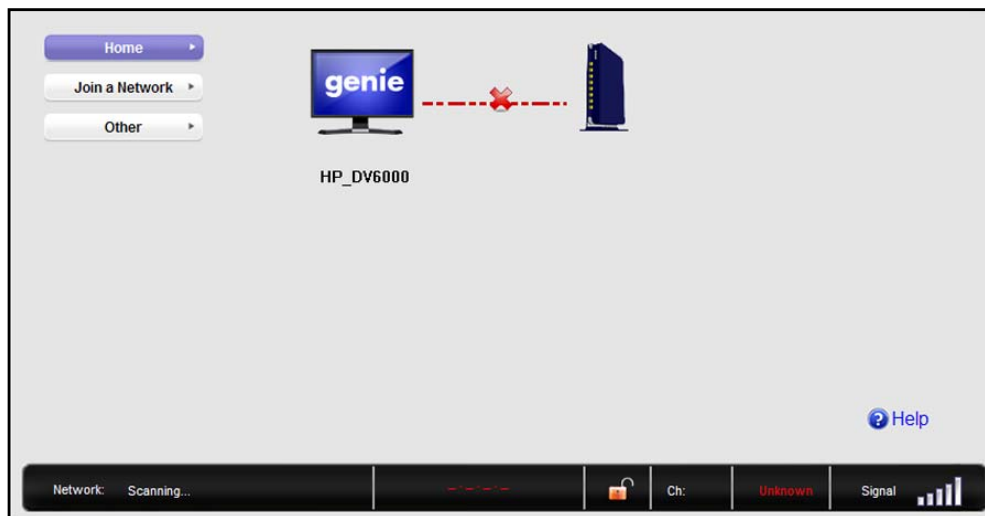 Home
Join a Network
Other
genie
HP_DV6000
Help
Network: Scanning... -·-·-·- Ch: Unknown Signal